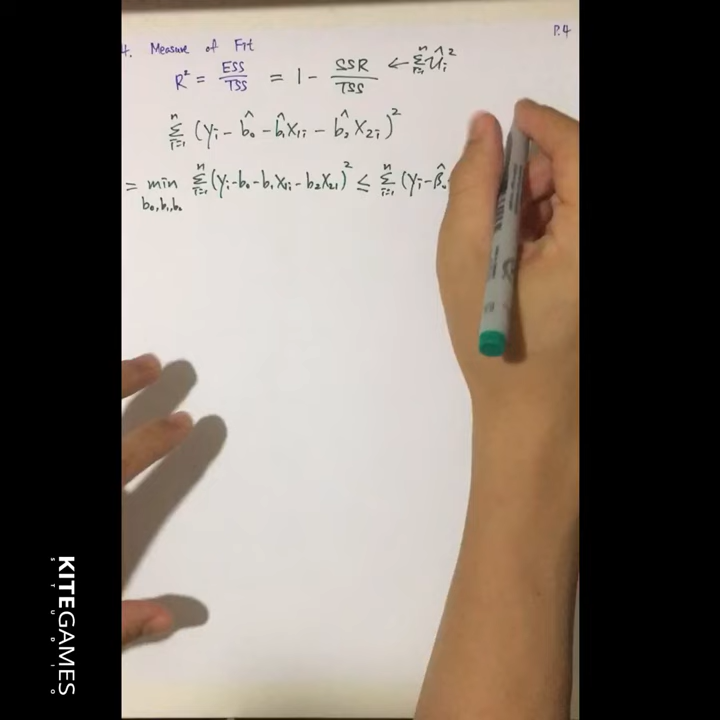 P.4
4. Measure of Fit
R² = ESS/TSS = 1 - SSR/TSS ← Σᵢ₌₁ⁿ ûᵢ²
Σᵢ₌₁ⁿ (yᵢ - b̂₀ - b̂₁x₁ᵢ - b̂₂x₂ᵢ)²
= min_{b₀,b₁,b₂} Σᵢ₌₁ⁿ (yᵢ-b₀-b₁x₁ᵢ-b₂x₂ᵢ)² ≤ Σᵢ₌₁ⁿ (yᵢ-β̂₀
KITEGAMES
STUDIO